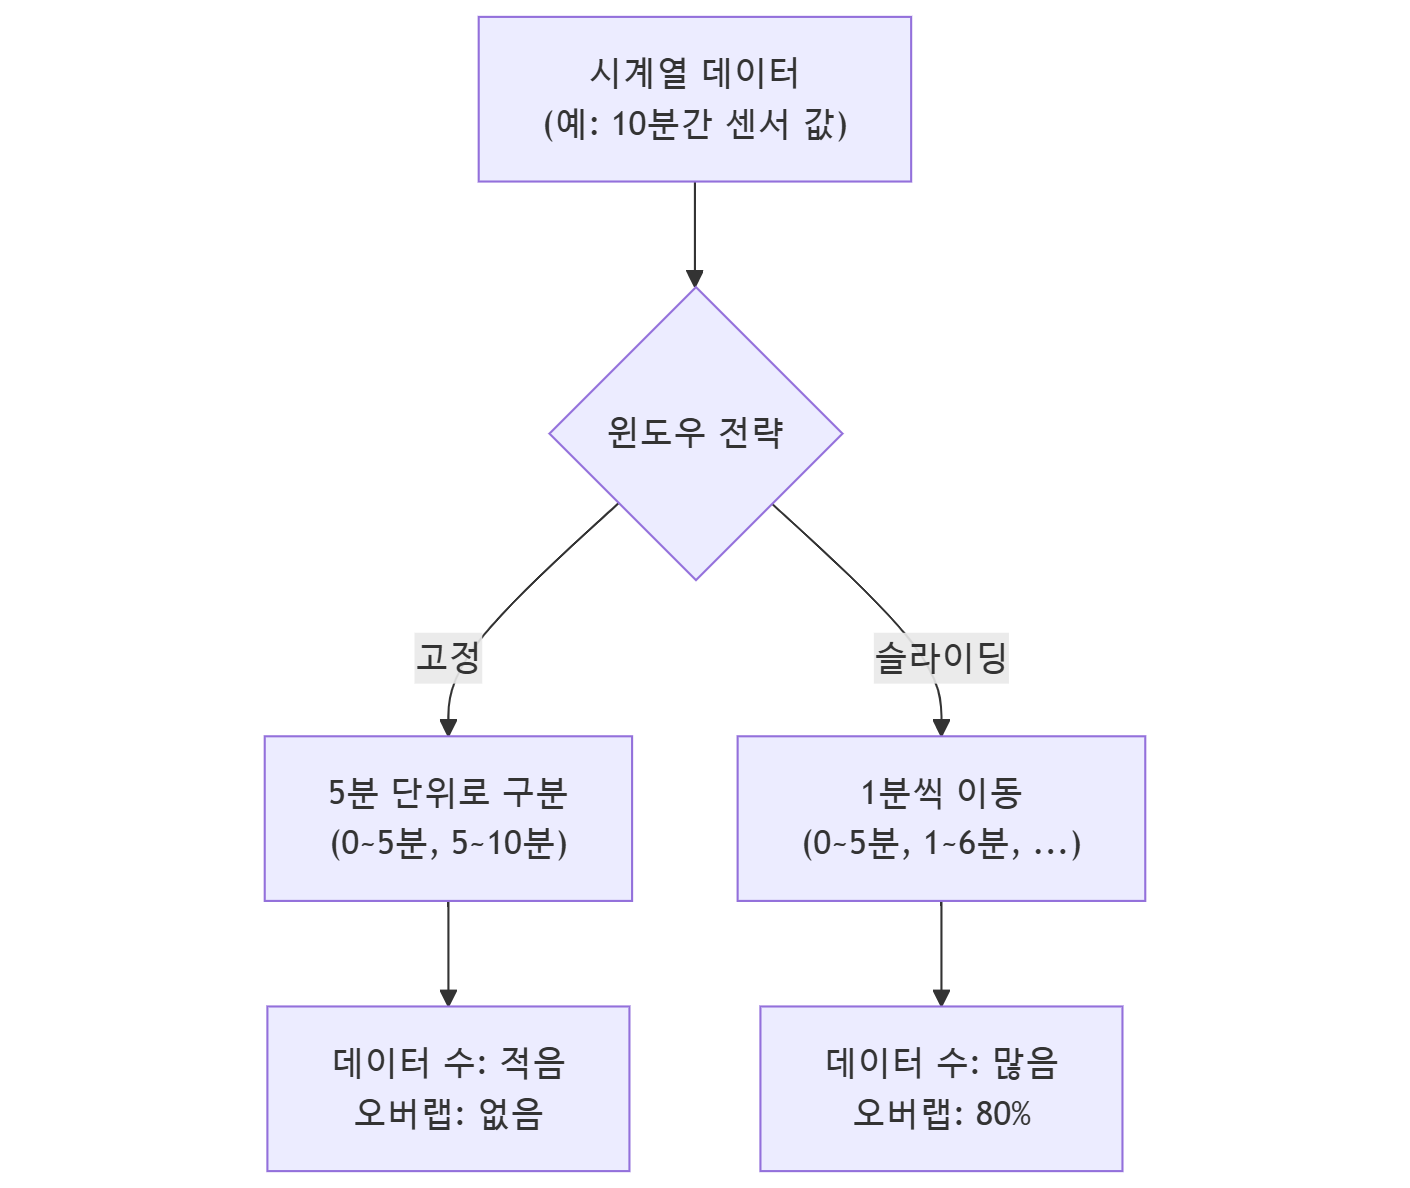 시계열 데이터
(예: 10분간 센서 값)
윈도우 전략
고정
슬라이딩
5분 단위로 구분
(0~5분, 5~10분)
1분씩 이동
(0~5분, 1~6분, ...)
데이터 수: 적음
오버랩: 없음
데이터 수: 많음
오버랩: 80%